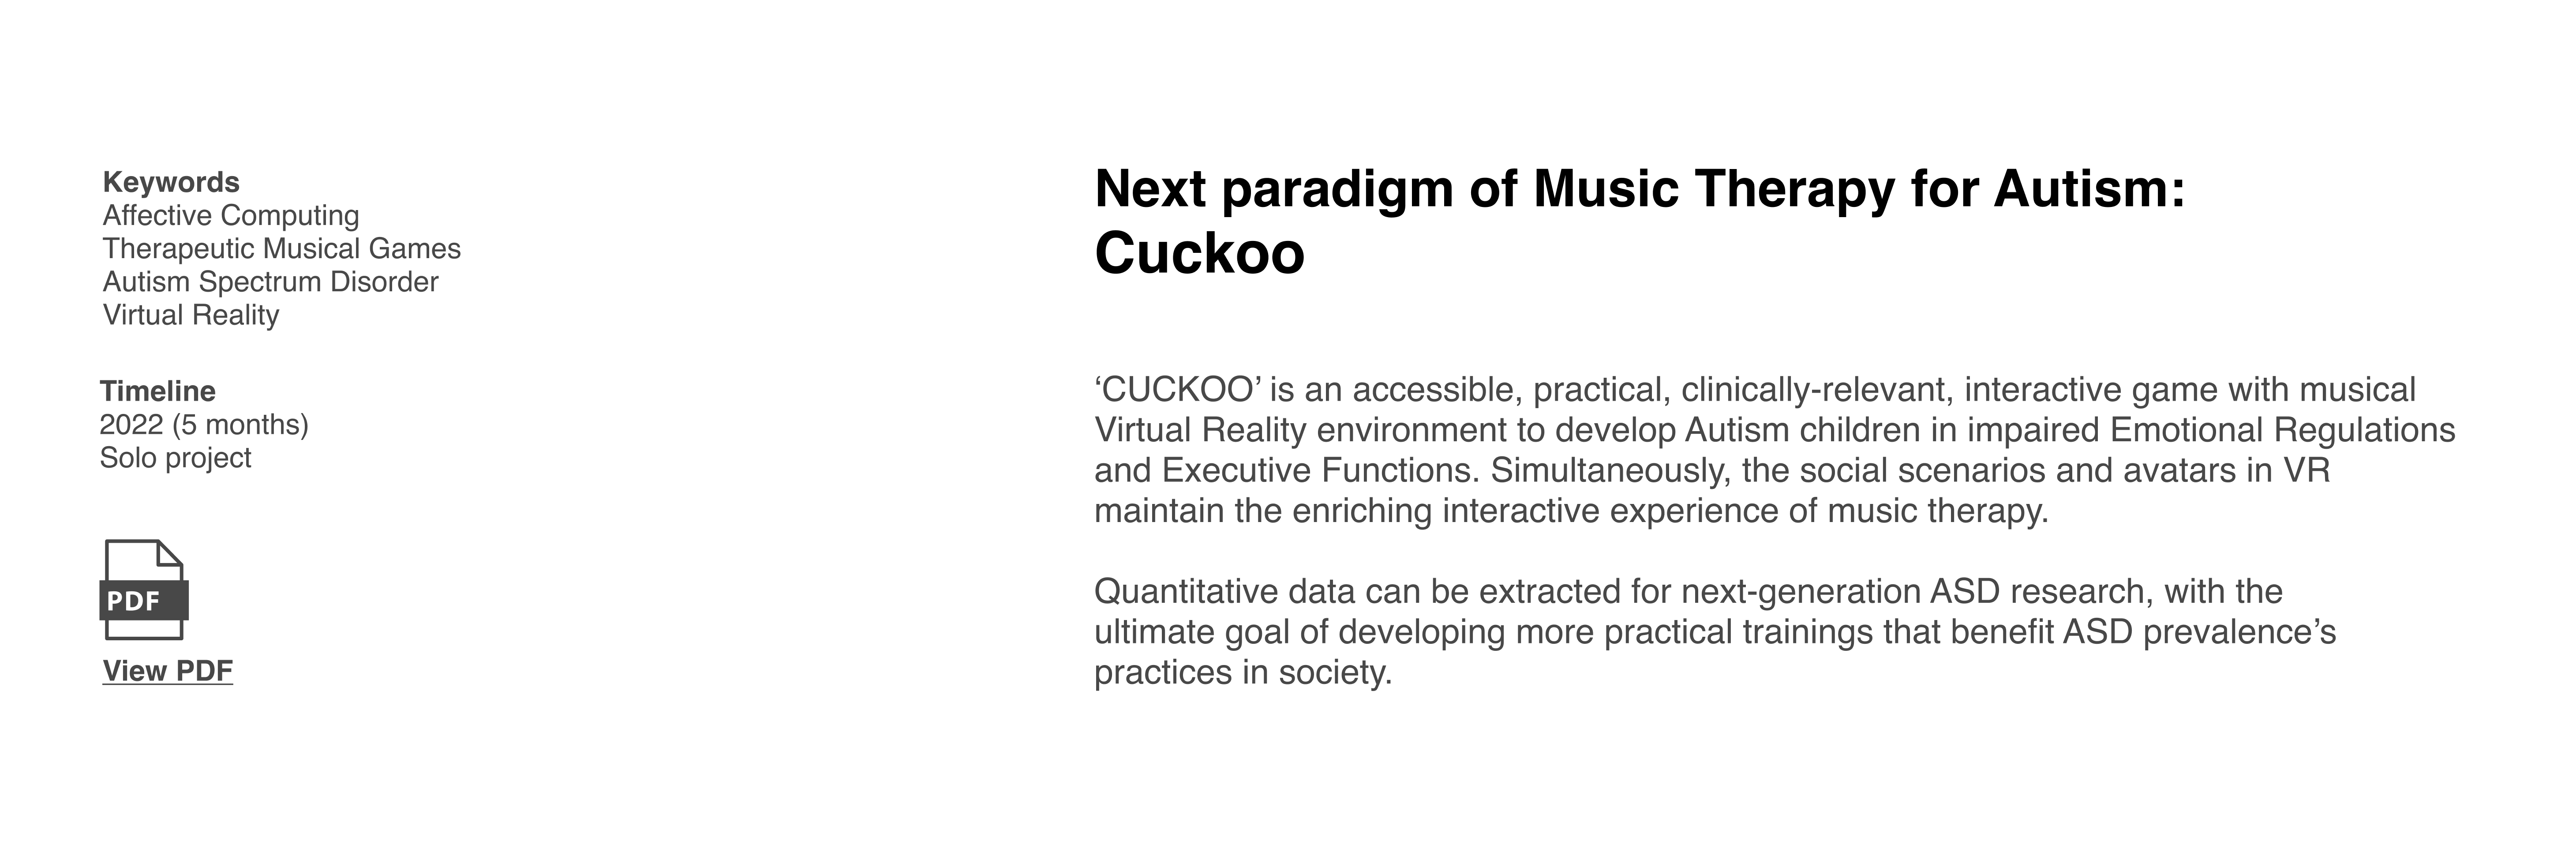 Keywords
Affective Computing
Therapeutic Musical Games
Autism Spectrum Disorder
Virtual Reality
Timeline
2022 (5 months)
Solo project
PDF
View PDF
Next paradigm of Music Therapy for Autism:
Cuckoo
‘CUCKOO’ is an accessible, practical, clinically-relevant, interactive game with musical
Virtual Reality environment to develop Autism children in impaired Emotional Regulations
and Executive Functions. Simultaneously, the social scenarios and avatars in VR
maintain the enriching interactive experience of music therapy.
Quantitative data can be extracted for next-generation ASD research, with the
ultimate goal of developing more practical trainings that benefit ASD prevalence’s
practices in society.